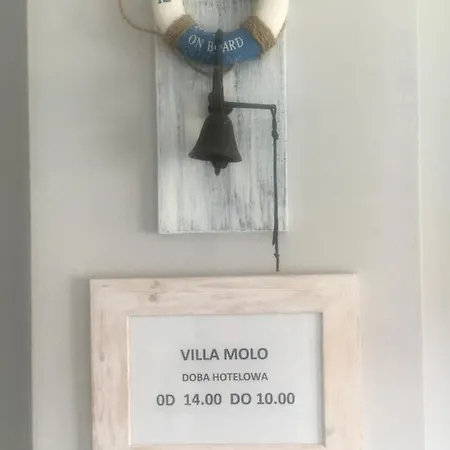 ON BOARD
VILLA MOLO
DOBA HOTELOWA
OD 14.00 DO 10.00